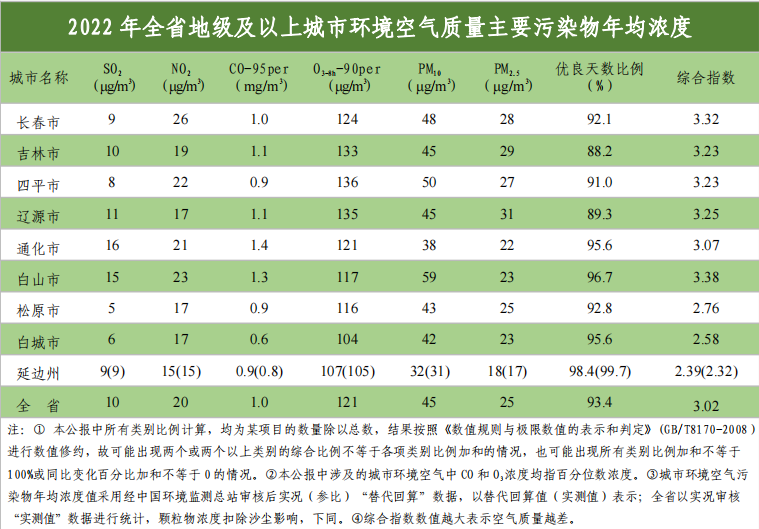 2022 年全省地级及以上城市环境空气质量主要污染物年均浓度
城市名称 SO2 (μg/m³) NO2 (μg/m³) CO-95per (mg/m³) O3-8h-90per (μg/m³) PM10 (μg/m³) PM2.5 (μg/m³) 优良天数比例 (%) 综合指数
长春市 9 26 1.0 124 48 28 92.1 3.32
吉林市 10 19 1.1 133 45 29 88.2 3.23
四平市 8 22 0.9 136 50 27 91.0 3.23
辽源市 11 17 1.1 135 45 31 89.3 3.25
通化市 16 21 1.4 121 38 22 95.6 3.07
白山市 15 23 1.3 117 59 23 96.7 3.38
松原市 5 17 0.9 116 43 25 92.8 2.76
白城市 6 17 0.6 104 42 23 95.6 2.58
延边州 9(9) 15(15) 0.9(0.8) 107(105) 32(31) 18(17) 98.4(99.7) 2.39(2.32)
全 省 10 20 1.0 121 45 25 93.4 3.02
注：① 本公报中所有类别比例计算，均为某项目的数量除以总数，结果按照《数值规则与极限数值的表示和判定》(GB/T8170-2008)
进行数值修约，故可能出现两个或两个以上类别的综合比例不等于各项类别比例加和的情况，也可能出现所有类别比例加和不等于
100%或同比变化百分比加和不等于 0 的情况。②本公报中涉及的城市环境空气中 CO 和 O3浓度均指百分位数浓度。③城市环境空气污
染物年均浓度值采用经中国环境监测总站审核后实况（参比）“替代回算”数据，以替代回算值（实测值）表示；全省以实况审核
“实测值”数据进行统计，颗粒物浓度扣除沙尘影响，下同。④综合指数数值越大表示空气质量越差。